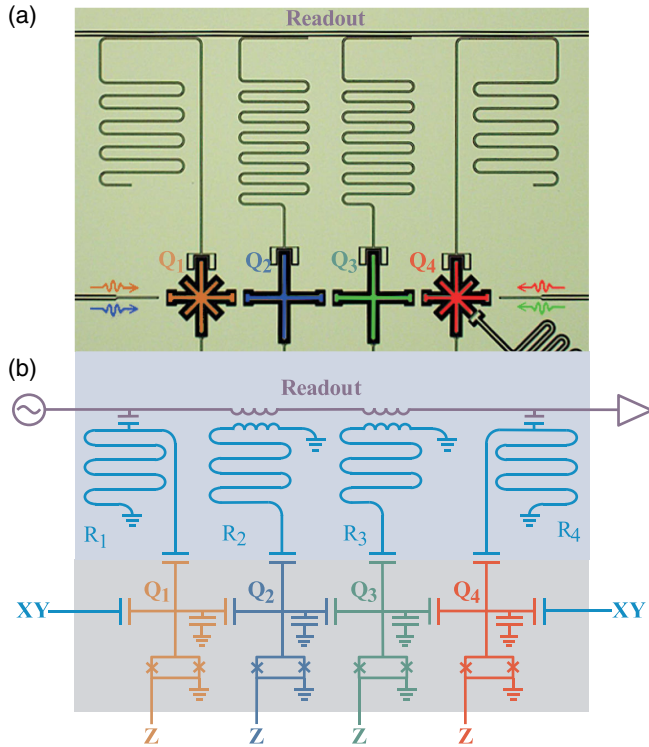 (a)
Readout
Q1 Q2 Q3 Q4
(b)
Readout
R1 R2 R3 R4
Q1 Q2 Q3 Q4
XY XY
Z Z Z Z